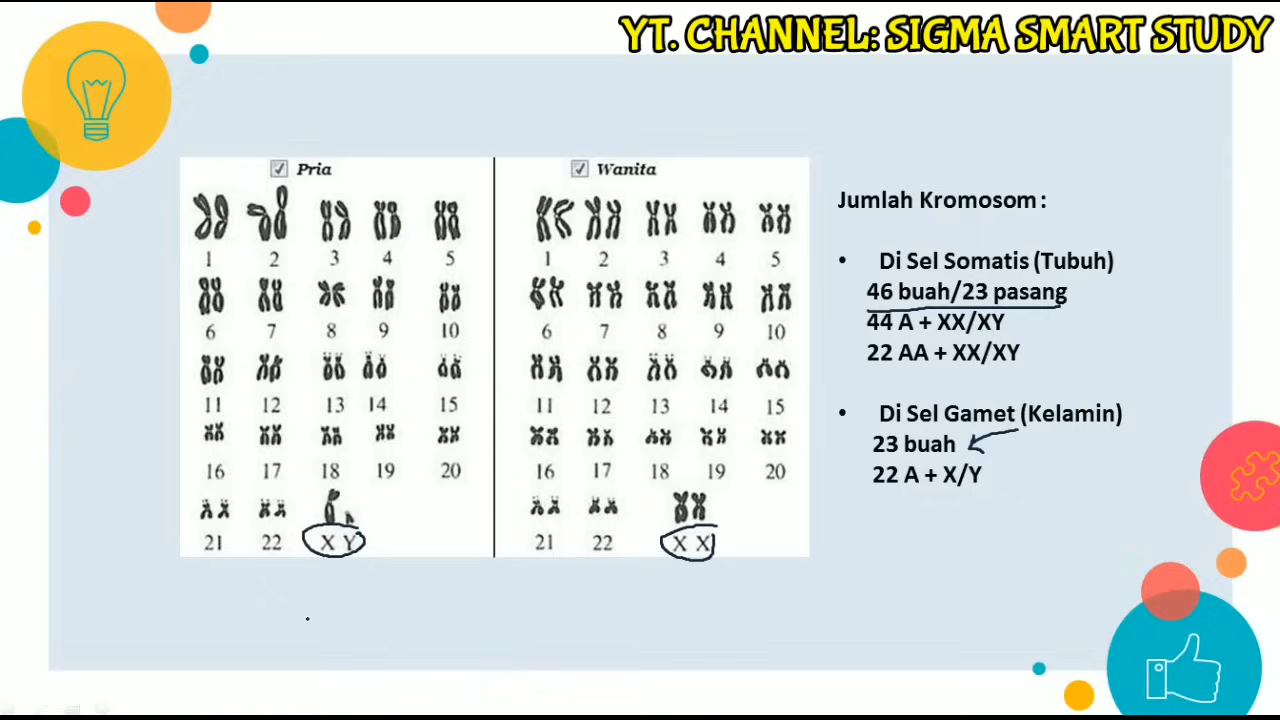 YT. CHANNEL: SIGMA SMART STUDY
Pria
1 2 3 4 5
6 7 8 9 10
11 12 13 14 15
16 17 18 19 20
21 22 X Y
Wanita
1 2 3 4 5
6 7 8 9 10
11 12 13 14 15
16 17 18 19 20
21 22 X X
Jumlah Kromosom :
• Di Sel Somatis (Tubuh)
46 buah/23 pasang
44 A + XX/XY
22 AA + XX/XY
• Di Sel Gamet (Kelamin)
23 buah
22 A + X/Y